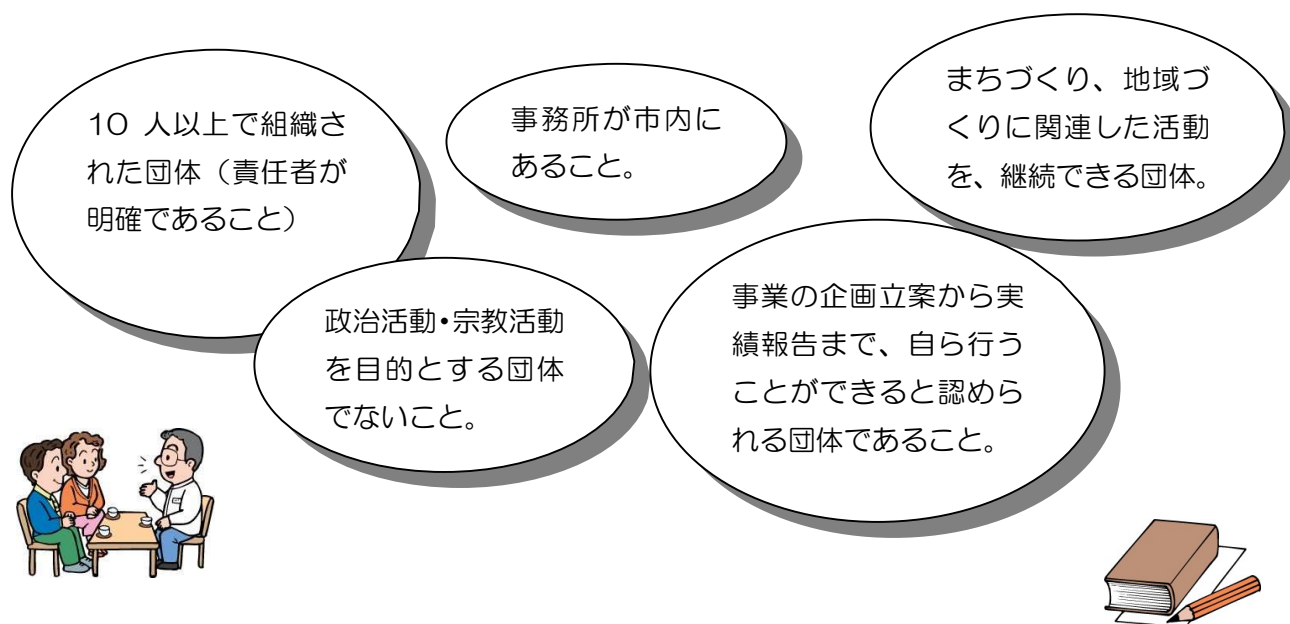 10 人以上で組織さ
れた団体（責任者が
明確であること）
事務所が市内に
あること。
まちづくり、地域づ
くりに関連した活動
を、継続できる団体。
政治活動・宗教活動
を目的とする団体
でないこと。
事業の企画立案から実
績報告まで、自ら行う
ことができると認めら
れる団体であること。